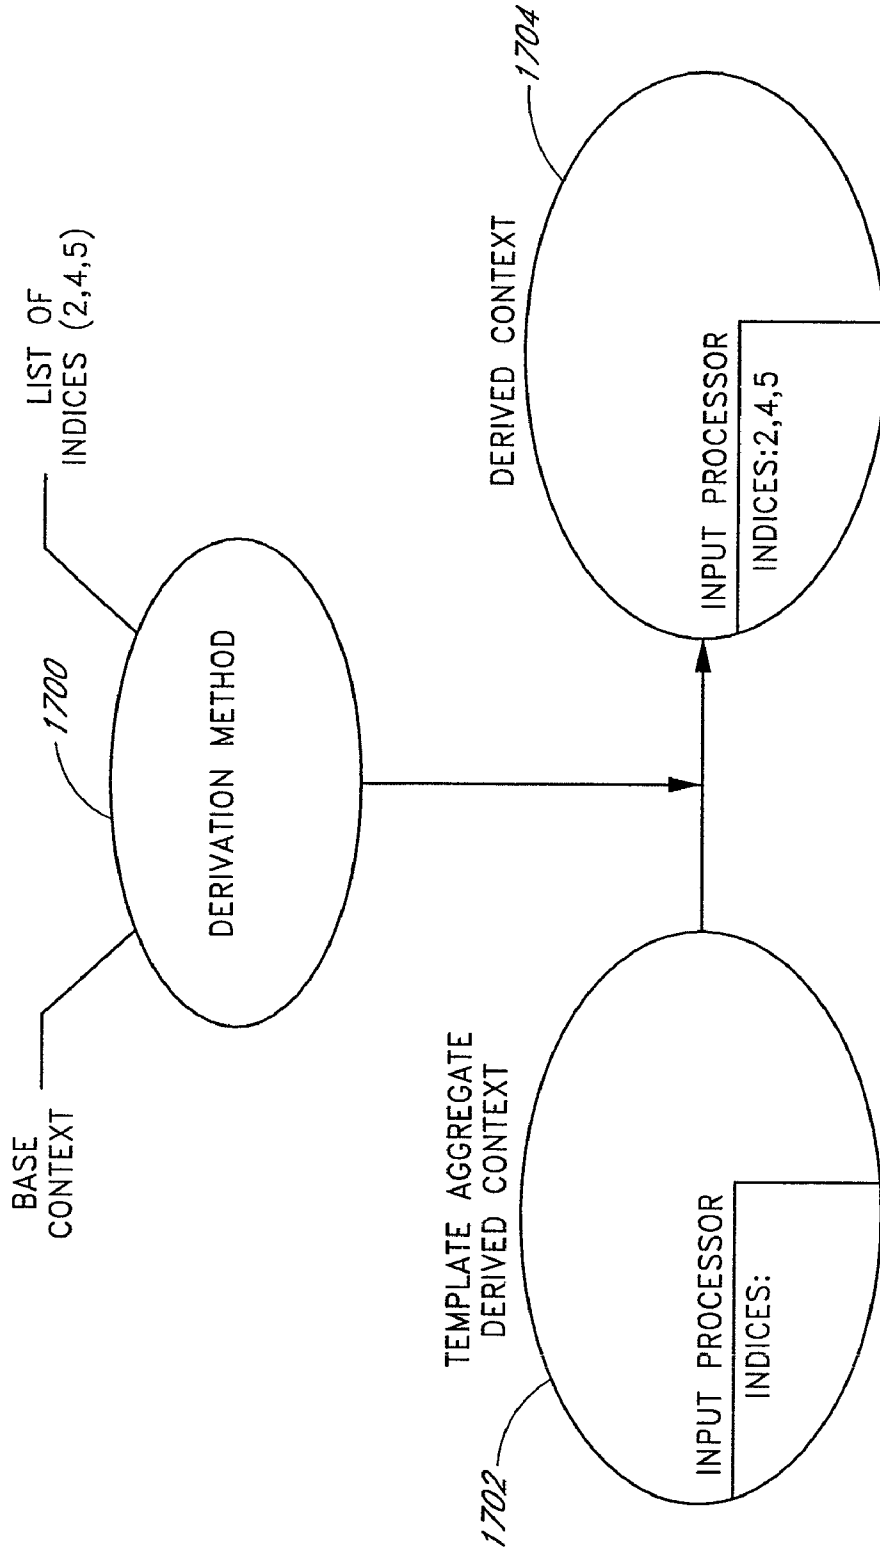 BASE
CONTEXT
LIST OF
INDICES (2,4,5)
1700
DERIVATION METHOD
TEMPLATE AGGREGATE
DERIVED CONTEXT
1702
INPUT PROCESSOR
INDICES:
DERIVED CONTEXT
1704
INPUT PROCESSOR
INDICES:2,4,5